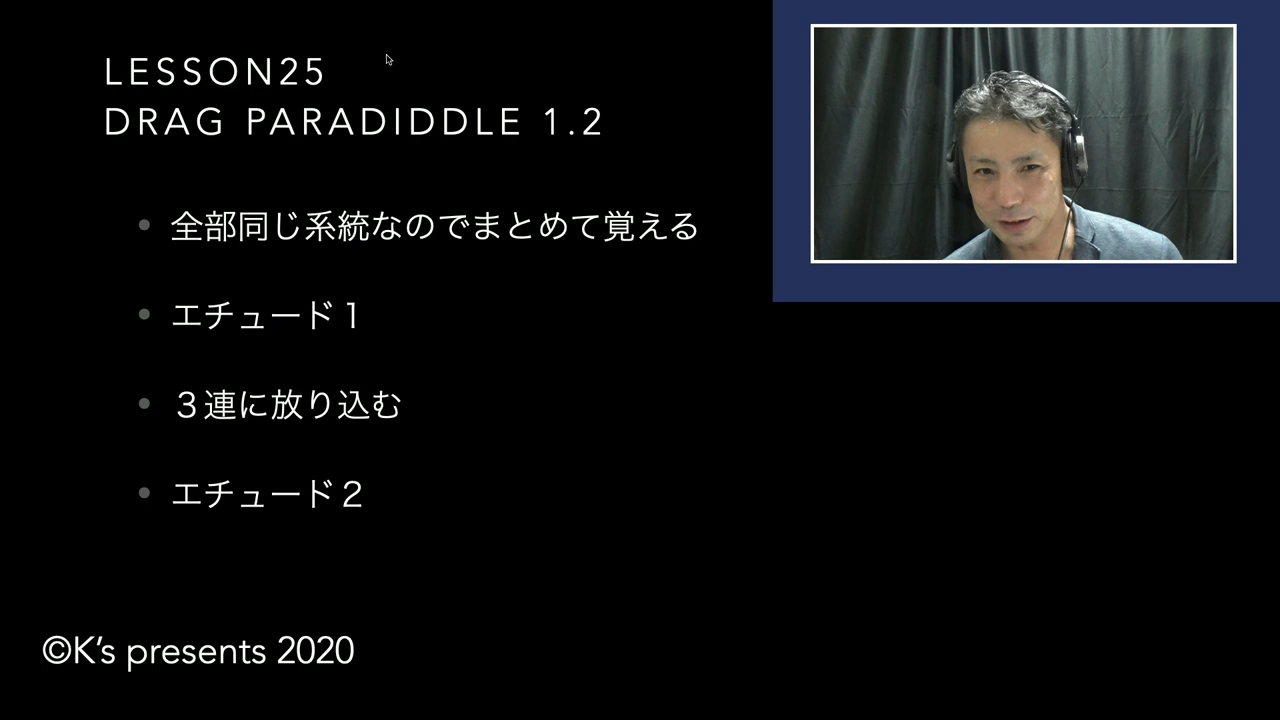 LESSON25
DRAG PARADIDDLE 1.2
全部同じ系統なのでまとめて覚える
エチュード１
３連に放り込む
エチュード２
©K’s presents 2020